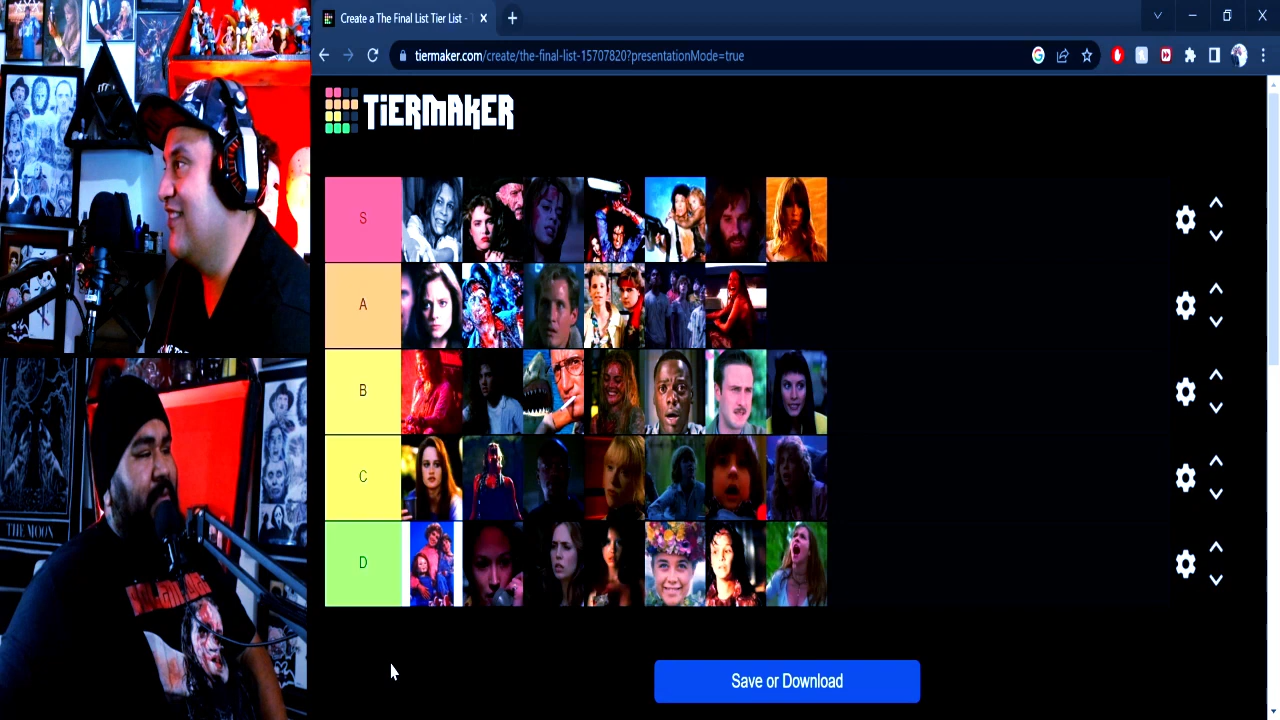 Create a The Final List Tier List -
tiermaker.com/create/the-final-list-15707820?presentationMode=true
TiERMAKER
S
A
B
C
D
THE MOON
Save or Download